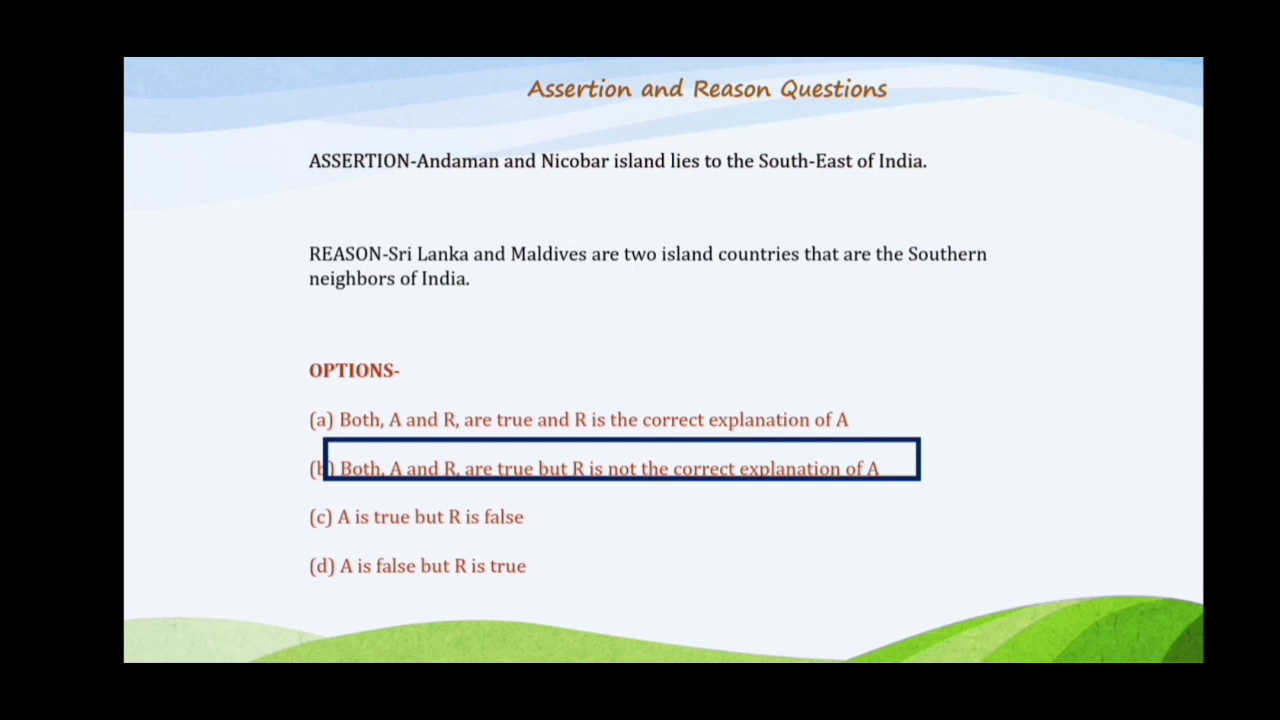 Assertion and Reason Questions
ASSERTION-Andaman and Nicobar island lies to the South-East of India.
REASON-Sri Lanka and Maldives are two island countries that are the Southern
neighbors of India.
OPTIONS-
(a) Both, A and R, are true and R is the correct explanation of A
(b) Both, A and R, are true but R is not the correct explanation of A
(c) A is true but R is false
(d) A is false but R is true